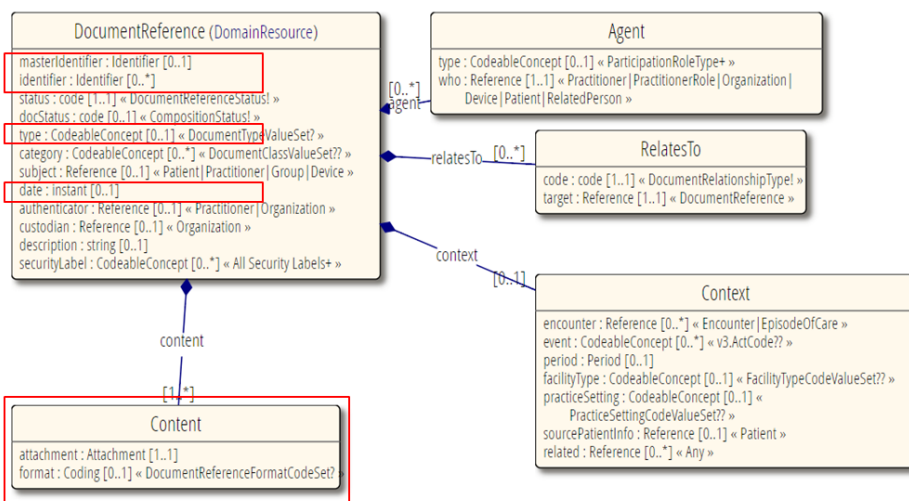 DocumentReference (DomainResource)
masterIdentifier : Identifier [0..1]
identifier : Identifier [0..*]
status : code [1..1] « DocumentReferenceStatus! »
docStatus : code [0..1] « CompositionStatus! »
type : CodeableConcept [0..1] « DocumentTypeValueSet? »
category : CodeableConcept [0..*] « DocumentClassValueSet?? »
subject : Reference [0..1] « Patient|Practitioner|Group|Device »
date : instant [0..1]
authenticator : Reference [0..1] « Practitioner|Organization »
custodian : Reference [0..1] « Organization »
description : string [0..1]
securityLabel : CodeableConcept [0..*] « All Security Labels+ »
[0..*]
agent
Agent
type : CodeableConcept [0..1] « ParticipationRoleType+ »
who : Reference [1..1] « Practitioner|PractitionerRole|Organization|
Device|Patient|RelatedPerson »
relatesTo [0..*]
RelatesTo
code : code [1..1] « DocumentRelationshipType! »
target : Reference [1..1] « DocumentReference »
context
[0..1]
Context
encounter : Reference [0..*] « Encounter|EpisodeOfCare »
event : CodeableConcept [0..*] « v3.ActCode?? »
period : Period [0..1]
facilityType : CodeableConcept [0..1] « FacilityTypeCodeValueSet?? »
practiceSetting : CodeableConcept [0..1] «
PracticeSettingCodeValueSet?? »
sourcePatientInfo : Reference [0..1] « Patient »
related : Reference [0..*] « Any »
content
[1..*]
Content
attachment : Attachment [1..1]
format : Coding [0..1] « DocumentReferenceFormatCodeSet? »